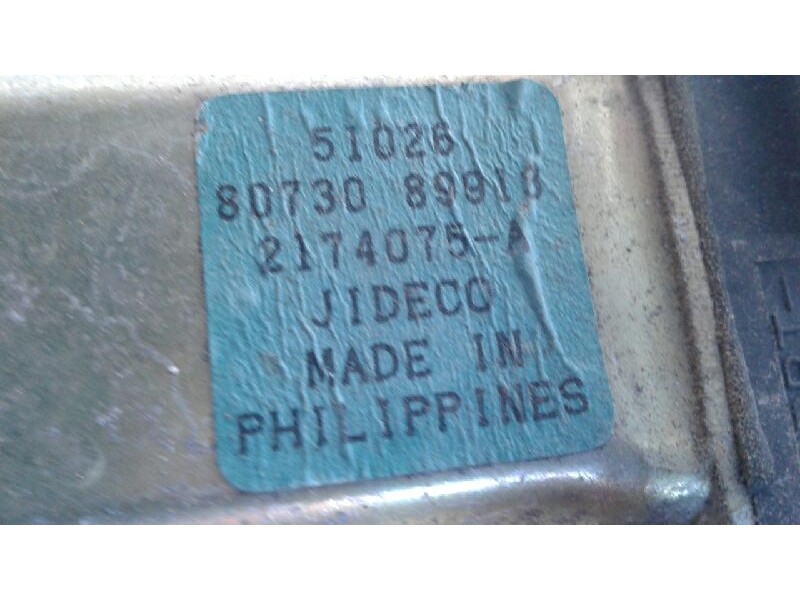 51026
80730 89918
2174075-A
JIDECO
MADE IN
PHILIPPINES